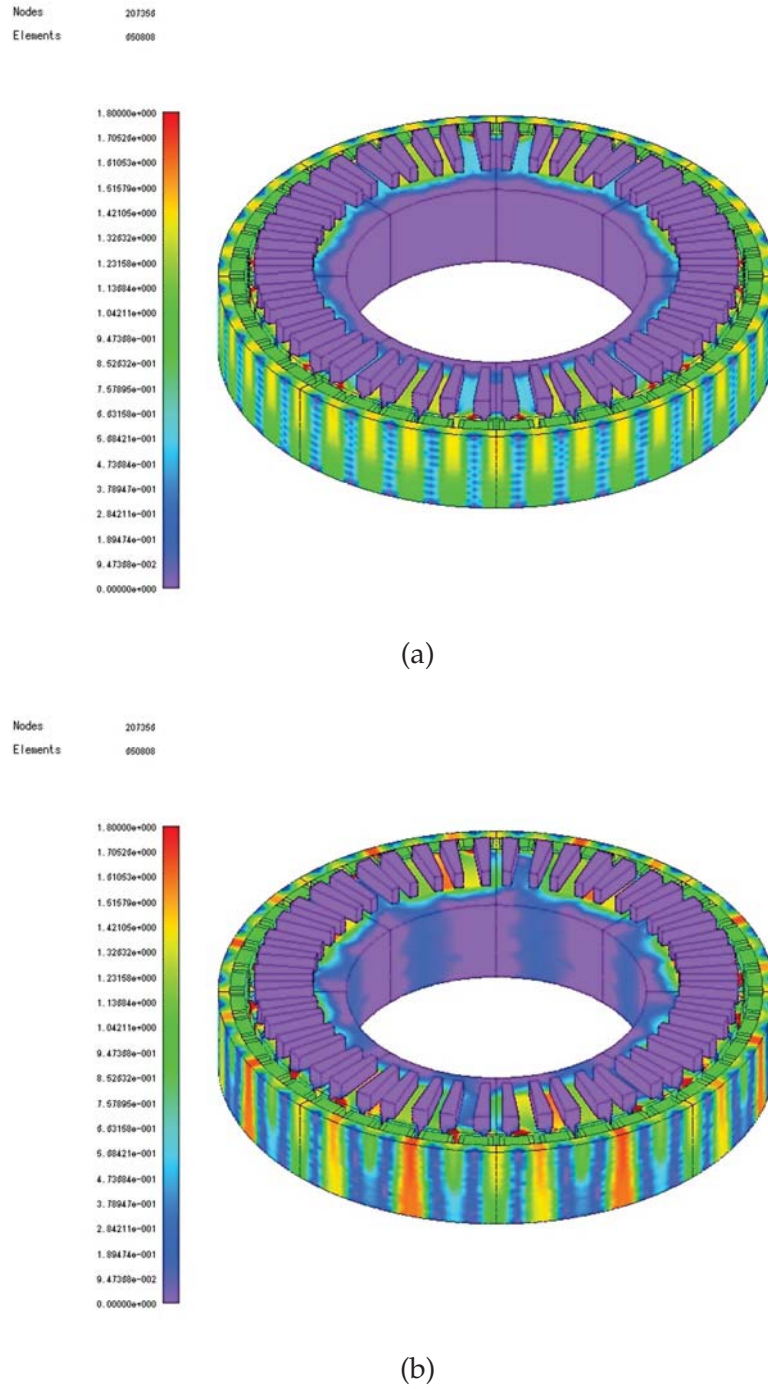 Nodes 207356
Elements 650808
1.80000e+000
1.70526e+000
1.61053e+000
1.51579e+000
1.42105e+000
1.32632e+000
1.23158e+000
1.13684e+000
1.04211e+000
9.47368e-001
8.52632e-001
7.57895e-001
6.63158e-001
5.68421e-001
4.73684e-001
3.78947e-001
2.84211e-001
1.89474e-001
9.47368e-002
0.00000e+000
(a)
Nodes 207356
Elements 650808
1.80000e+000
1.70526e+000
1.61053e+000
1.51579e+000
1.42105e+000
1.32632e+000
1.23158e+000
1.13684e+000
1.04211e+000
9.47368e-001
8.52632e-001
7.57895e-001
6.63158e-001
5.68421e-001
4.73684e-001
3.78947e-001
2.84211e-001
1.89474e-001
9.47368e-002
0.00000e+000
(b)